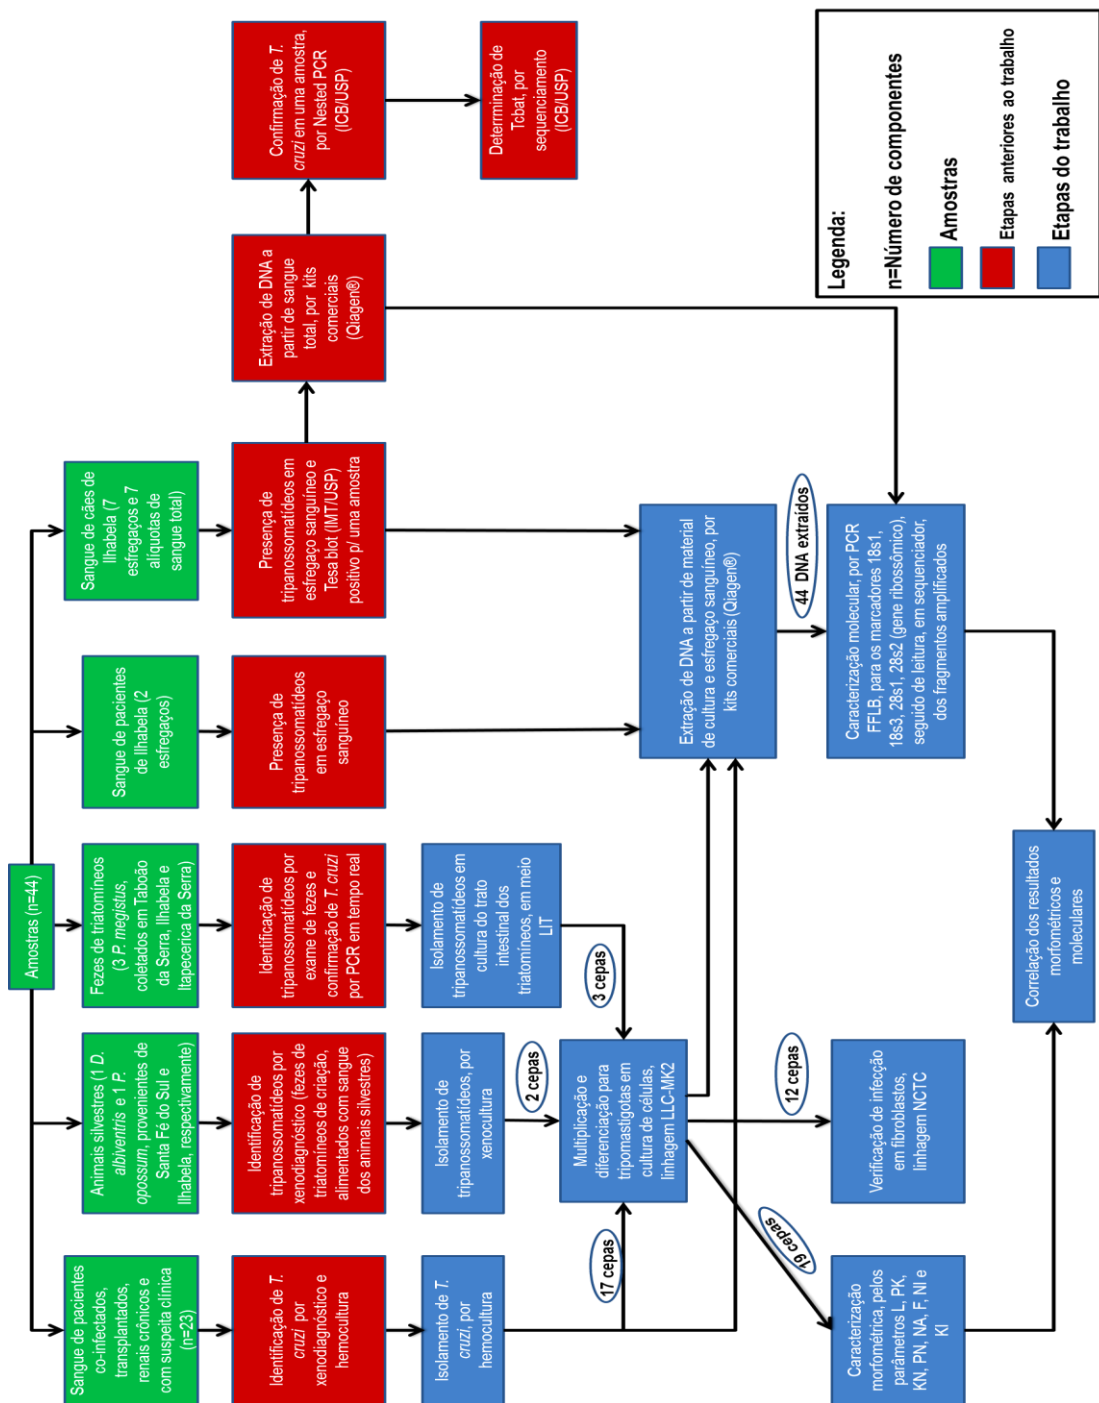 Amostras (n=44)
Sangue de pacientes
co-infectados,
transplantados,
renais crônicos e
com suspeita clínica
(n=23)
Animais silvestres (1 D.
albiventris e 1 P.
opossum, provenientes de
Santa Fé do Sul e
Ilhabela, respectivamente)
Fezes de triatomíneos
(3 P. megistus,
coletados em Taboão
da Serra, Ilhabela e
Itapecerica da Serra)
Sangue de pacientes
de Ilhabela (2
esfregaços)
Sangue de cães de
Ilhabela (7
esfregaços e 7
alíquotas de
sangue total)
Identificação de T.
cruzi por
xenodiagnóstico e
hemocultura
Identificação de
tripanossomatídeos por
xenodiagnóstico (fezes de
triatomíneos de criação,
alimentados com sangue
dos animais silvestres)
Identificação de
tripanossomatídeos por
exame de fezes e
confirmação de T. cruzi
por PCR em tempo real
Presença de
tripanossomatídeos
em esfregaço
sanguíneo
Presença de
tripanossomatídeos em
esfregaço sanguíneo e
Tesa blot (IMT/USP)
positivo p/ uma amostra
Extração de DNA a
partir de sangue
total, por kits
comerciais
(Qiagen®)
Confirmação de T.
cruzi em uma amostra,
por Nested PCR
(ICB/USP)
Determinação de
Tcbat, por
sequenciamento
(ICB/USP)
Isolamento de T.
cruzi, por
hemocultura
Isolamento de
tripanossomatídeos, por
xenocultura
Isolamento de
tripanossomatídeos em
cultura do trato
intestinal dos
triatomíneos, em meio
LIT
17 cepas
2 cepas
3 cepas
Multiplicação e
diferenciação para
tripomastigotas em
cultura de células,
linhagem LLC-MK2
Extração de DNA a partir de material
de cultura e esfregaço sanguíneo, por
kits comerciais (Qiagen®)
19 cepas
12 cepas
44 DNA extraídos
Caracterização
morfométrica, pelos
parâmetros L, PK,
KN, PN, NA, F, NI e
KI
Verificação de infecção
em fibroblastos,
linhagem NCTC
Caracterização molecular, por PCR
FFLB, para os marcadores 18s1,
18s3, 28s1, 28s2 (gene ribossômico),
seguido de leitura, em sequenciador,
dos fragmentos amplificados
Correlação dos resultados
morfométricos e
moleculares
Legenda:
n=Número de componentes
Amostras
Etapas anteriores ao trabalho
Etapas do trabalho